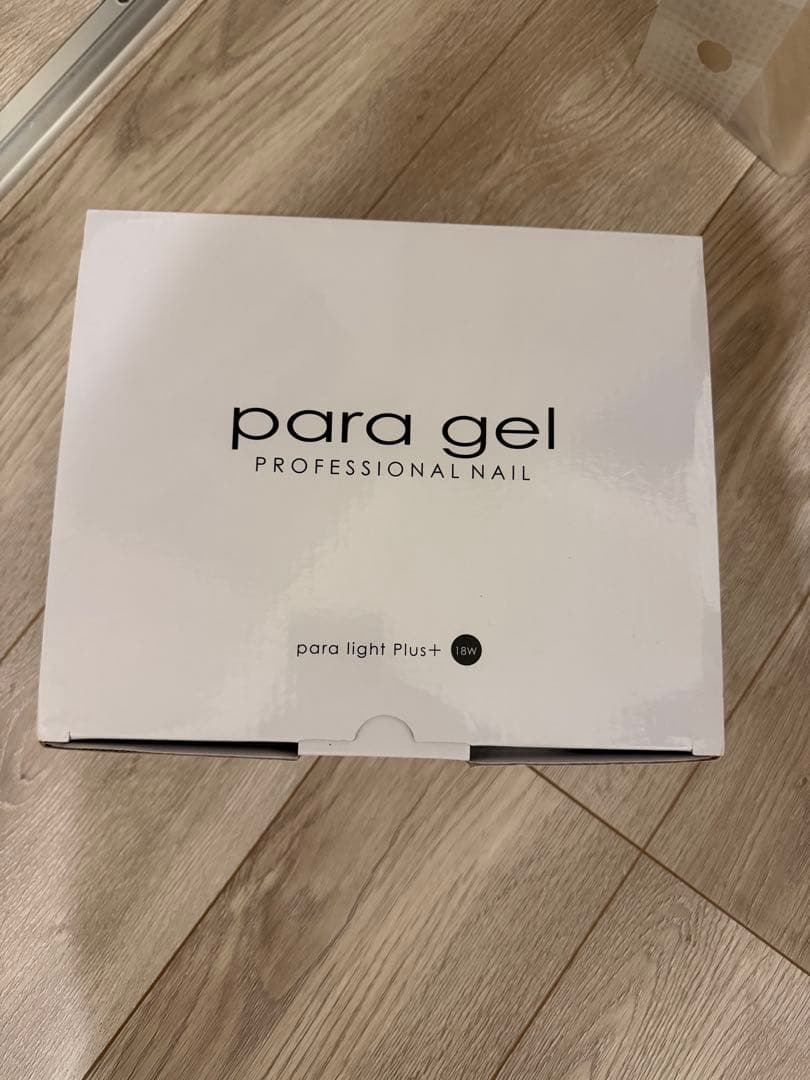 para gel
PROFESSIONAL NAIL
para light Plus+ 18W